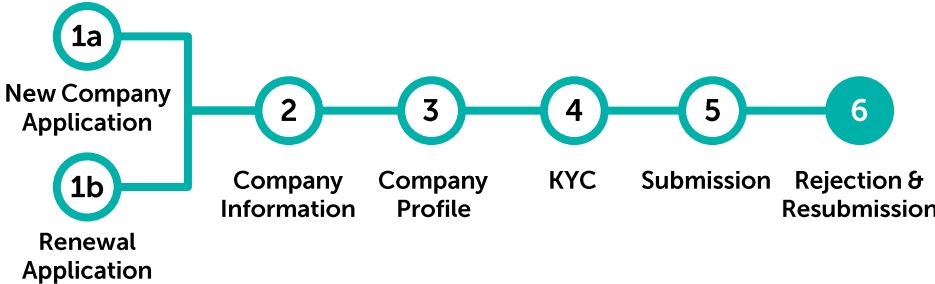 1a
New Company
Application
1b
Renewal
Application
2
Company
Information
3
Company
Profile
4
KYC
5
Submission
6
Rejection &
Resubmission